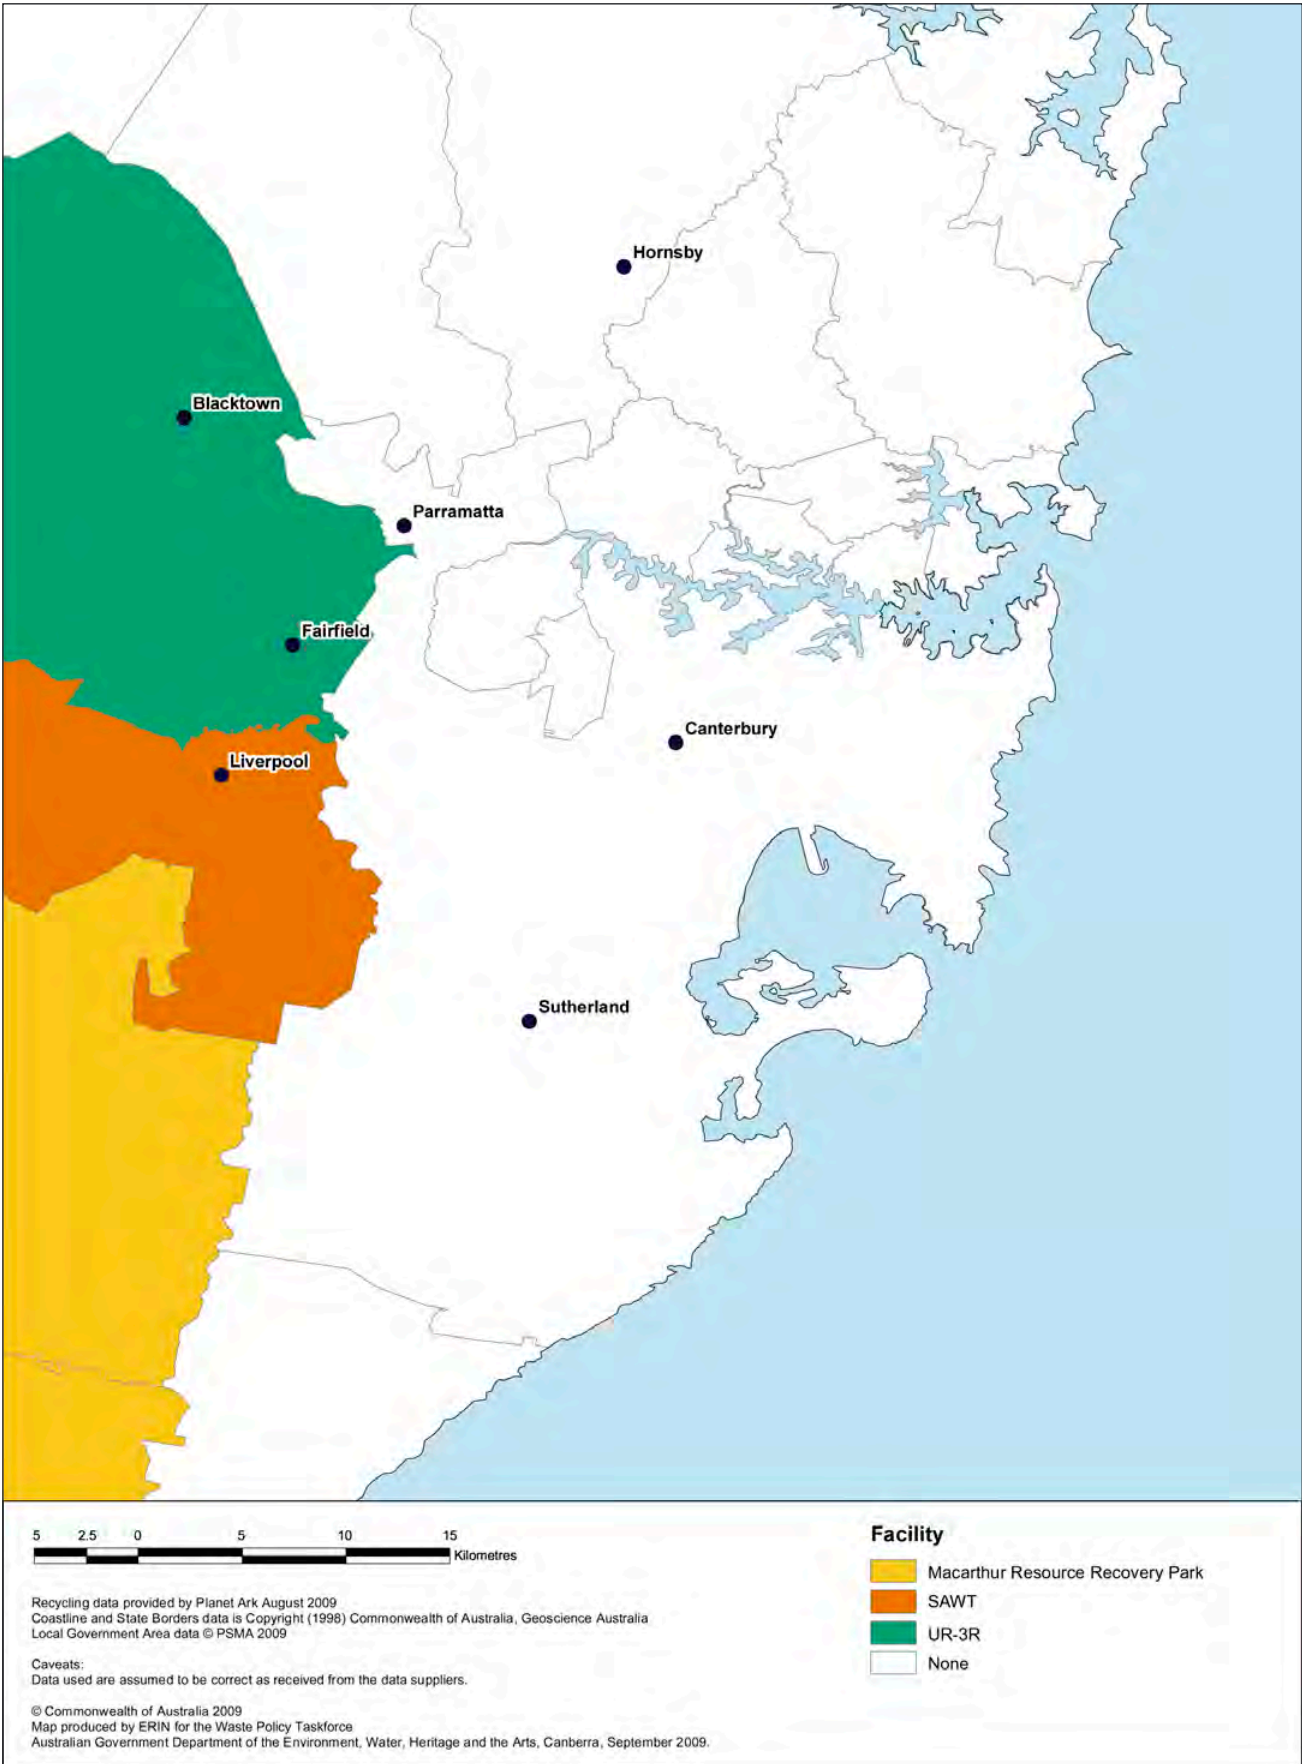 Hornsby
Blacktown
Parramatta
Fairfield
Canterbury
Liverpool
Sutherland
5 2.5 0 5 10 15
Kilometres
Recycling data provided by Planet Ark August 2009
Coastline and State Borders data is Copyright (1998) Commonwealth of Australia, Geoscience Australia
Local Government Area data © PSMA 2009
Caveats:
Data used are assumed to be correct as received from the data suppliers.
© Commonwealth of Australia 2009
Map produced by ERIN for the Waste Policy Taskforce
Australian Government Department of the Environment, Water, Heritage and the Arts, Canberra, September 2009.
Facility
Macarthur Resource Recovery Park
SAWT
UR-3R
None